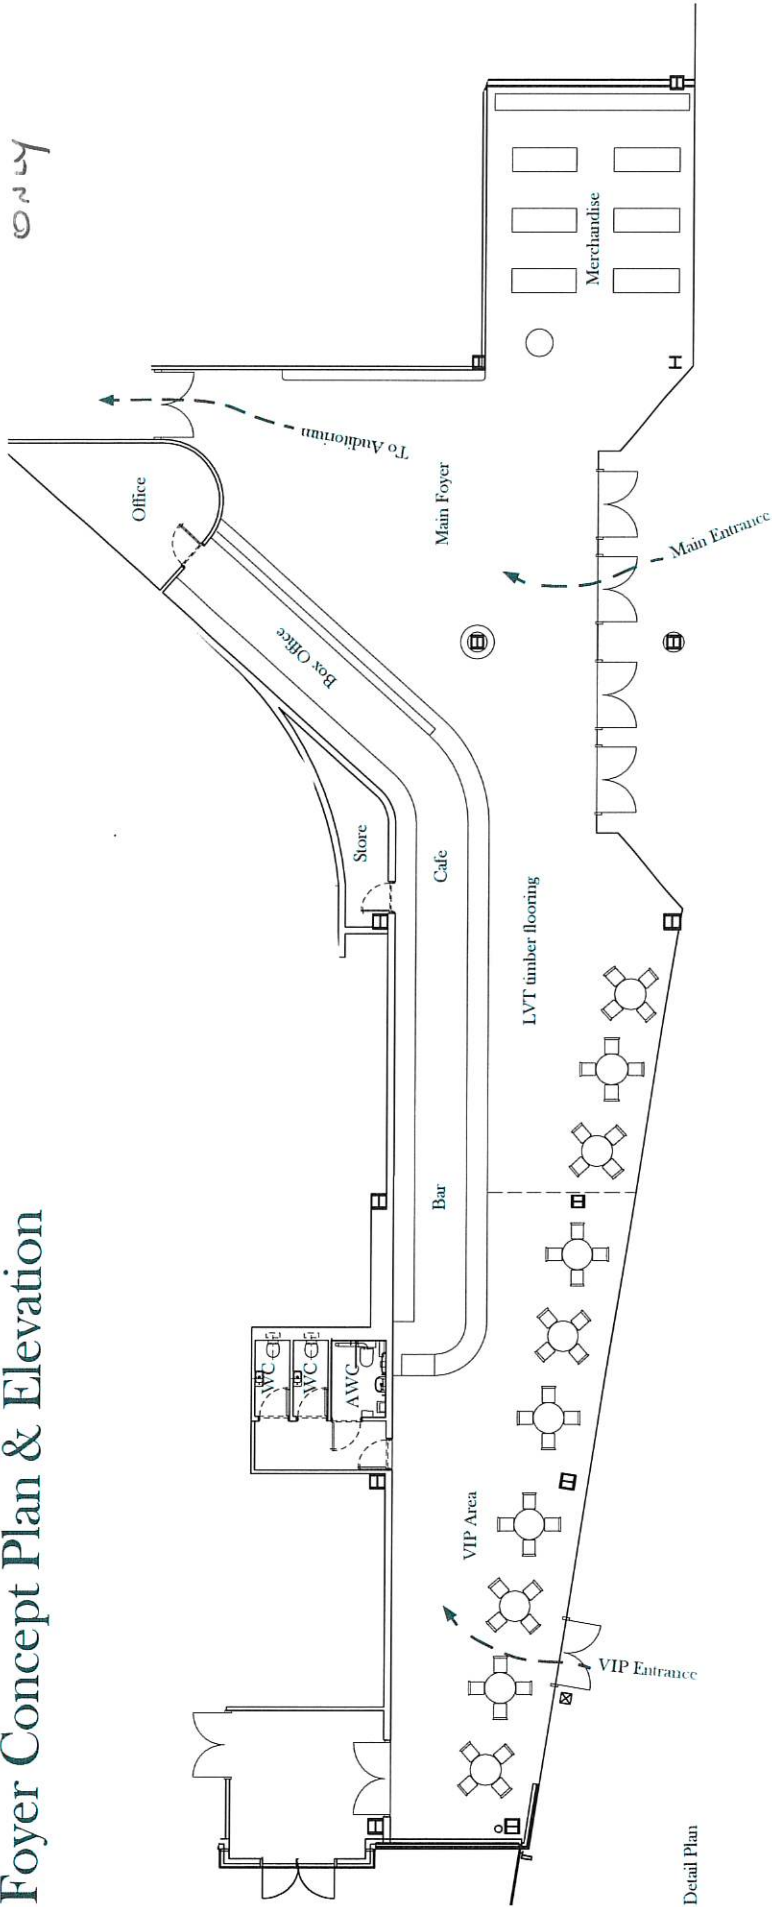 Foyer Concept Plan & Elevation
Office
To Auditorium
Box Office
Store
WC
WC
AWC
Bar
Cafe
Main Foyer
Merchandise
VIP Area
LVT timber flooring
VIP Entrance
Main Entrance
Detail Plan